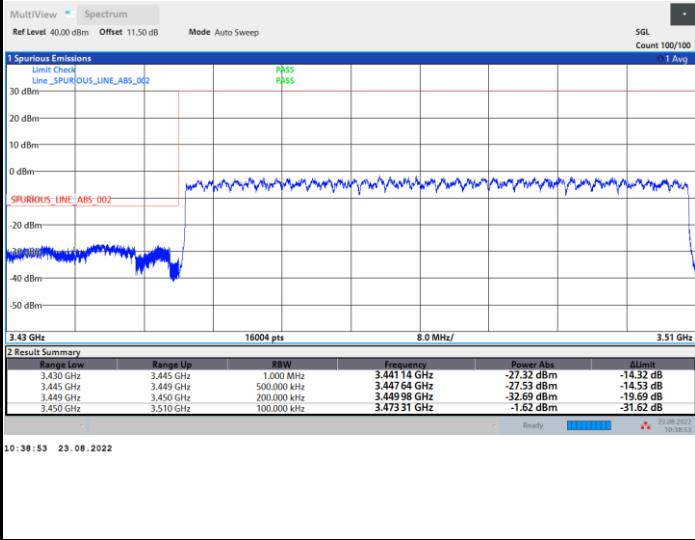 MultiView Spectrum
Ref Level 40.00 dBm Offset 11.50 dB Mode Auto Sweep SGL
Count 100/100
1 Spurious Emissions 1 Avg
Limit Check PASS
Line _SPURIOUS_LINE_ABS_002 PASS
30 dBm
20 dBm
10 dBm
0 dBm
_SPURIOUS_LINE_ABS_002
-20 dBm
-30 dBm
-40 dBm
-50 dBm
3.43 GHz 16004 pts 8.0 MHz/ 3.51 GHz
2 Result Summary
Range Low Range Up RBW Frequency Power Abs ΔLimit
3.430 GHz 3.445 GHz 1.000 MHz 3.441 14 GHz -27.32 dBm -14.32 dB
3.445 GHz 3.449 GHz 500.000 kHz 3.447 64 GHz -27.53 dBm -14.53 dB
3.449 GHz 3.450 GHz 200.000 kHz 3.449 98 GHz -32.69 dBm -19.69 dB
3.450 GHz 3.510 GHz 100.000 kHz 3.473 31 GHz -1.62 dBm -31.62 dB
Ready 23.08.2022
10:38:53
10:38:53 23.08.2022